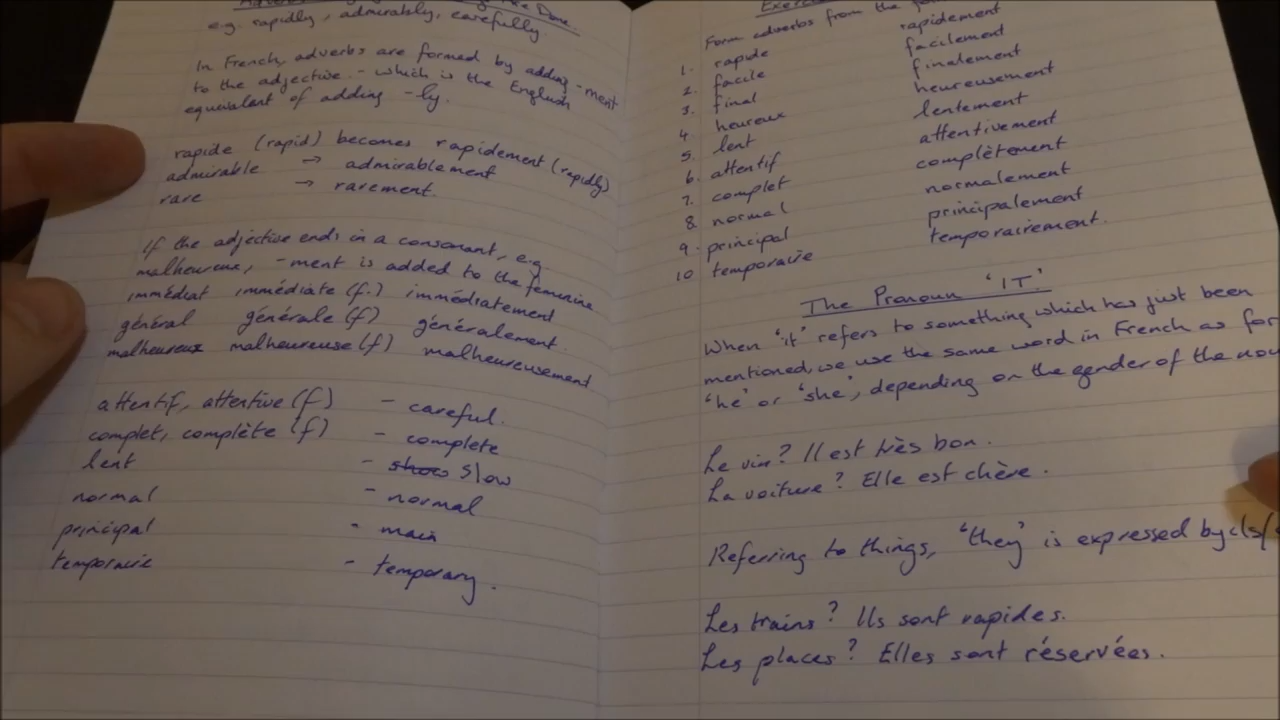 e.g. rapidly, admirably, carefully.
In French, adverbs are formed by adding -ment
to the adjective - which is the English
equivalent of adding -ly.
rapide (rapid) becomes rapidement (rapidly)
admirable → admirablement
rare → rarement.
If the adjective ends in a consonant, e.g.
malheureux, -ment is added to the feminine
immédiat immédiate (f.) immédiatement
général générale (f) généralement.
malheureux malheureuse (f) malheureusement
attentif, attentive (f) - careful.
complet, complète (f) - complete
lent - slow
normal - normal
principal - main
temporaire - temporary.
Form adverbs from the
1. rapide rapidement
2. facile facilement
3. final finalement
4. heureux heureusement
5. lent lentement
6. attentif attentivement
7. complet complètement
8. normal normalement
9. principal principalement
10 temporaire temporairement.
The Pronoun 'IT'
When 'it' refers to something which has just been
mentioned, we use the same word in French as for
'he' or 'she', depending on the gender of the
Le vin? Il est très bon.
La voiture? Elle est chère.
Referring to things, 'they' is expressed by
Les trains? Ils sont rapides.
Les places? Elles sont réservées.